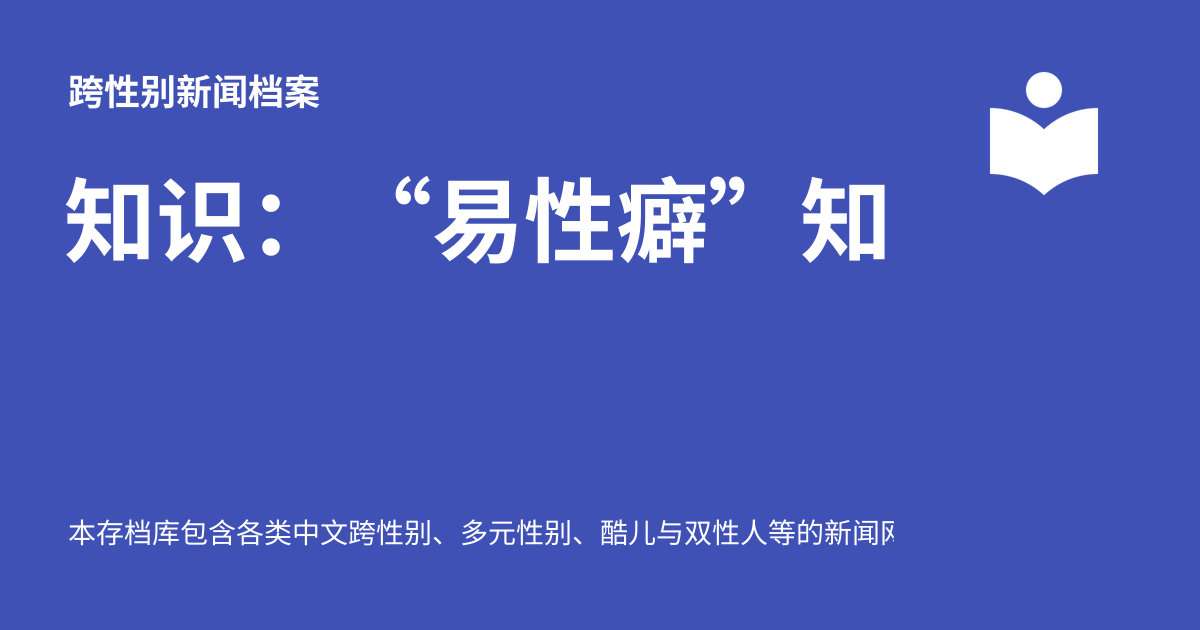 跨性别新闻档案
知识：“易性癖”知
本存档库包含各类中文跨性别、多元性别、酷儿与双性人等的新闻